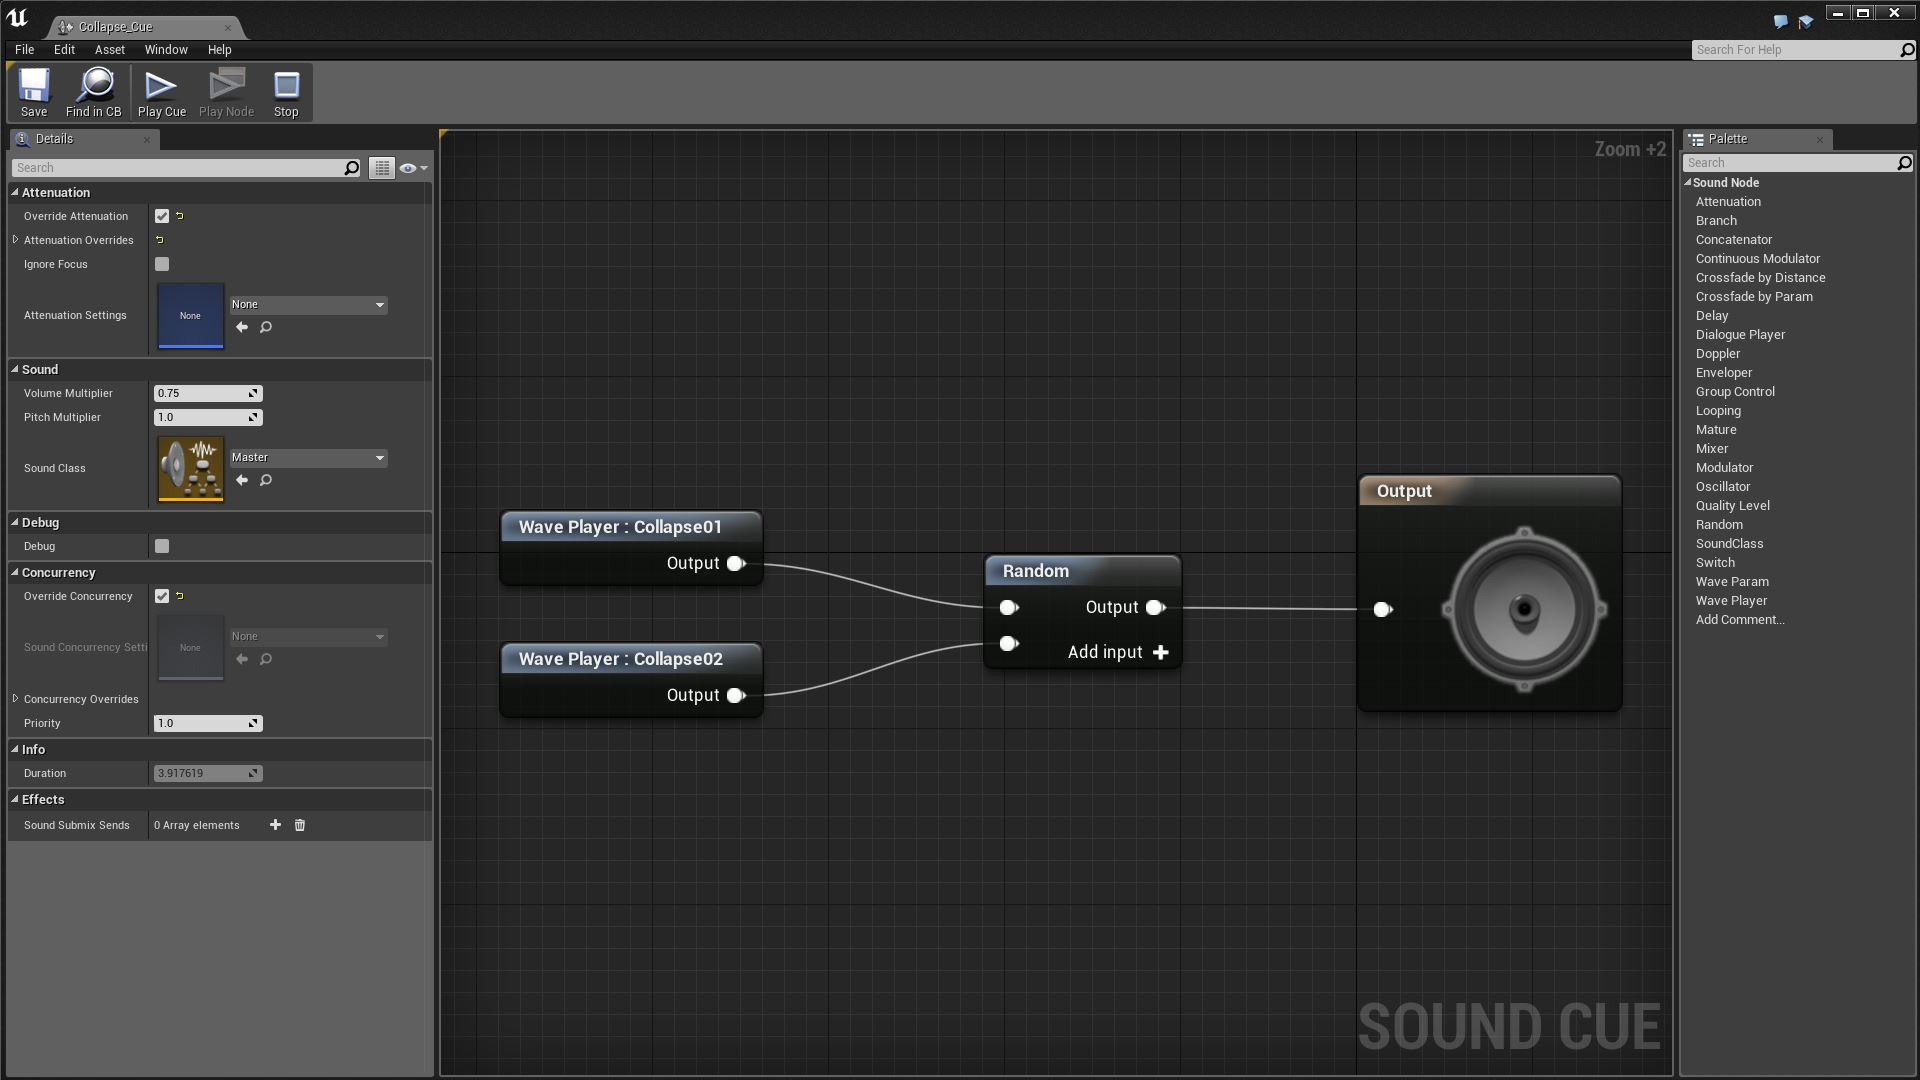 Collapse_Cue
File Edit Asset Window Help
Search For Help
Save Find in CB Play Cue Play Node Stop
Details
Search
Attenuation
Override Attenuation
Attenuation Overrides
Ignore Focus
Attenuation Settings None None
Sound
Volume Multiplier 0.75
Pitch Multiplier 1.0
Sound Class Master
Debug
Debug
Concurrency
Override Concurrency
Sound Concurrency Setti None None
Concurrency Overrides
Priority 1.0
Info
Duration 3.917619
Effects
Sound Submix Sends 0 Array elements
Zoom +2
Wave Player : Collapse01
Output
Wave Player : Collapse02
Output
Random
Output
Add input
Output
SOUND CUE
Palette
Search
Sound Node
Attenuation
Branch
Concatenator
Continuous Modulator
Crossfade by Distance
Crossfade by Param
Delay
Dialogue Player
Doppler
Enveloper
Group Control
Looping
Mature
Mixer
Modulator
Oscillator
Quality Level
Random
SoundClass
Switch
Wave Param
Wave Player
Add Comment...